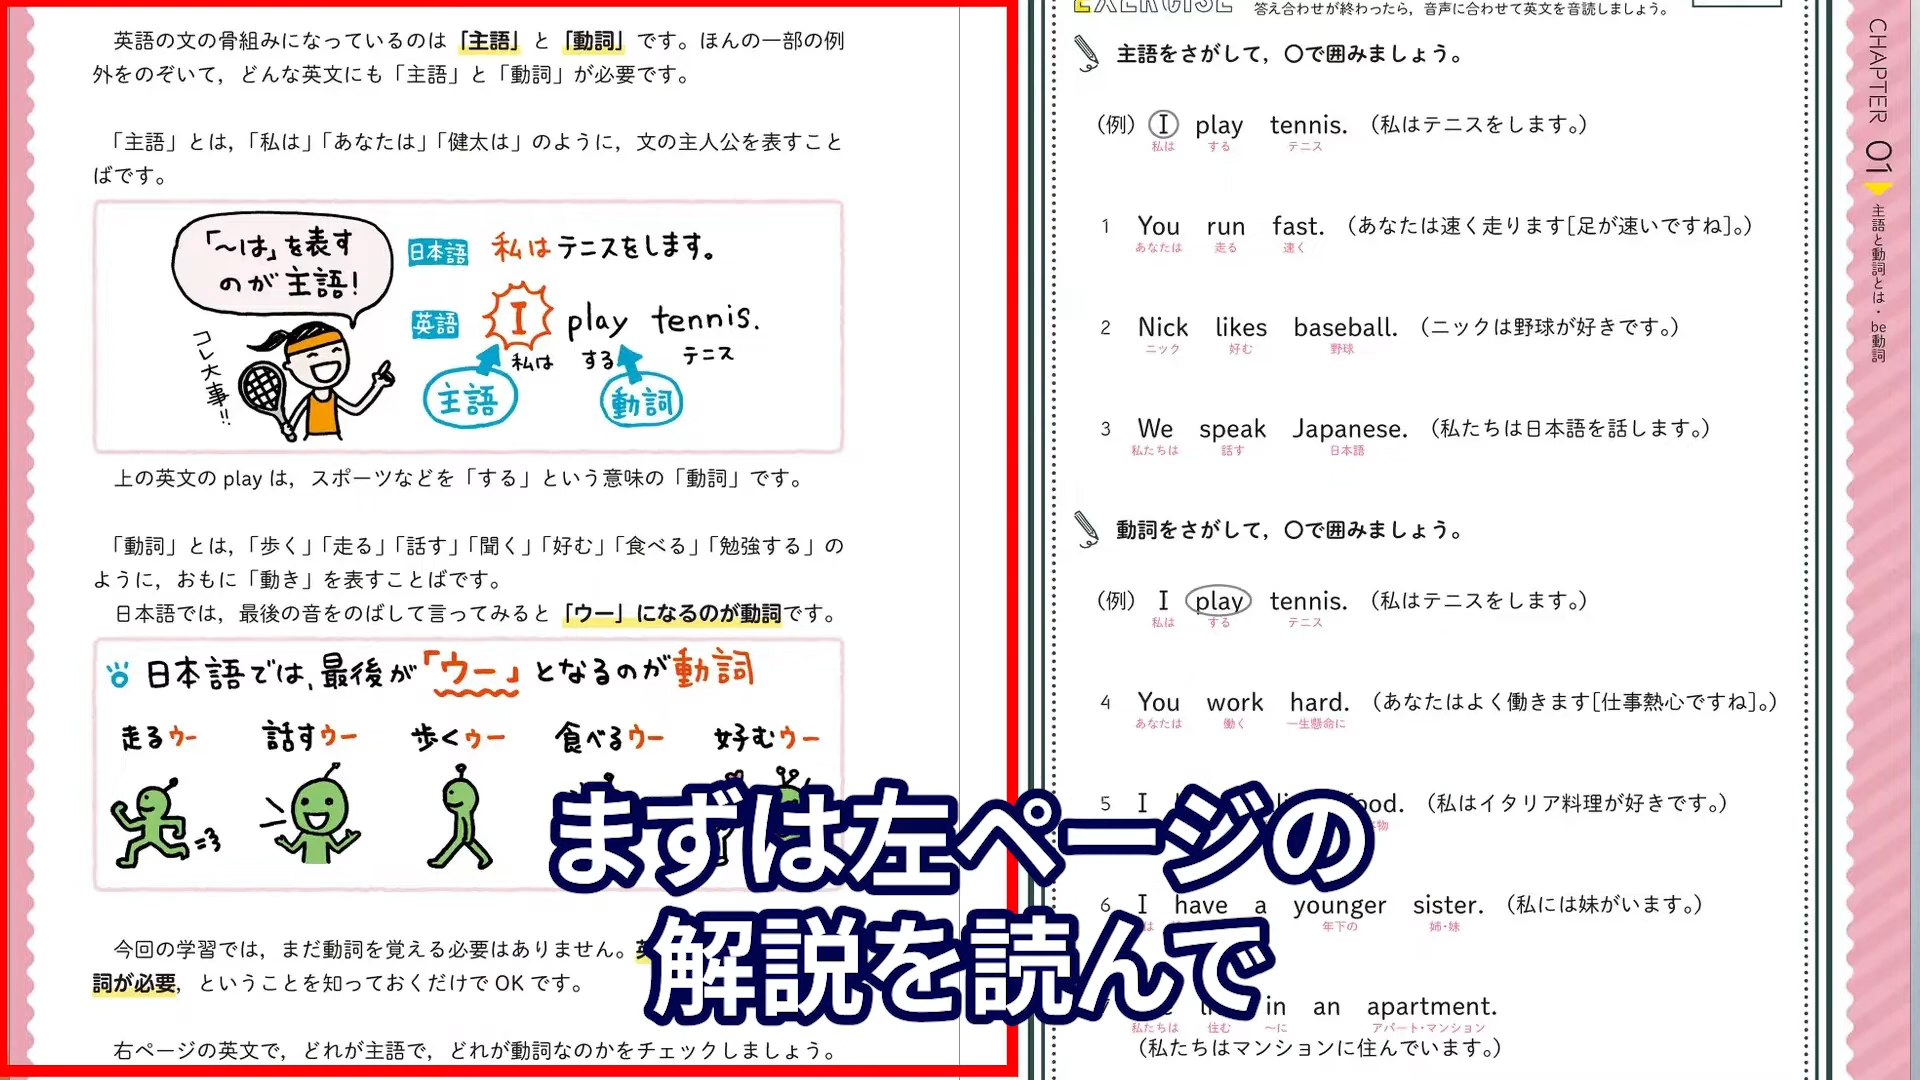 英語の文の骨組みになっているのは「主語」と「動詞」です。ほんの一部の例
外をのぞいて，どんな英文にも「主語」と「動詞」が必要です。
「主語」とは，「私は」「あなたは」「健太は」のように，文の主人公を表すこと
ばです。
「～は」を表す
のが主語！
コレ大事!!
日本語 私はテニスをします。
英語 I play tennis.
私は する テニス
主語 動詞
上の英文の play は，スポーツなどを「する」という意味の「動詞」です。
「動詞」とは，「歩く」「走る」「話す」「聞く」「好む」「食べる」「勉強する」の
ように，おもに「動き」を表すことばです。
日本語では，最後の音をのばして言ってみると「ウー」になるのが動詞です。
日本語では、最後が「ウー」となるのが動詞
走るウー 話すウー 歩くウー 食べるウー 好むウー
今回の学習では，まだ動詞を覚える必要はありません。
詞が必要，ということを知っておくだけで OK です。
右ページの英文で，どれが主語で，どれが動詞なのかをチェックしましょう。
EXERCISE 答え合わせが終わったら，音声に合わせて英文を音読しましょう。
主語をさがして，○で囲みましょう。
（例） I play tennis. （私はテニスをします。）
私は する テニス
1 You run fast. （あなたは速く走ります［足が速いですね］。）
あなたは 走る 速く
2 Nick likes baseball. （ニックは野球が好きです。）
ニック 好む 野球
3 We speak Japanese. （私たちは日本語を話します。）
私たちは 話す 日本語
動詞をさがして，○で囲みましょう。
（例） I play tennis. （私はテニスをします。）
私は する テニス
4 You work hard. （あなたはよく働きます［仕事熱心ですね］。）
あなたは 働く 一生懸命に
5 I food. （私はイタリア料理が好きです。）
6 I have a younger sister. （私には妹がいます。）
年下の 姉・妹
in an apartment.
私たちは 住む ～に アパート・マンション
（私たちはマンションに住んでいます。）
CHAPTER 01
主語と動詞とは・be動詞
まずは左ページの
解説を読んで